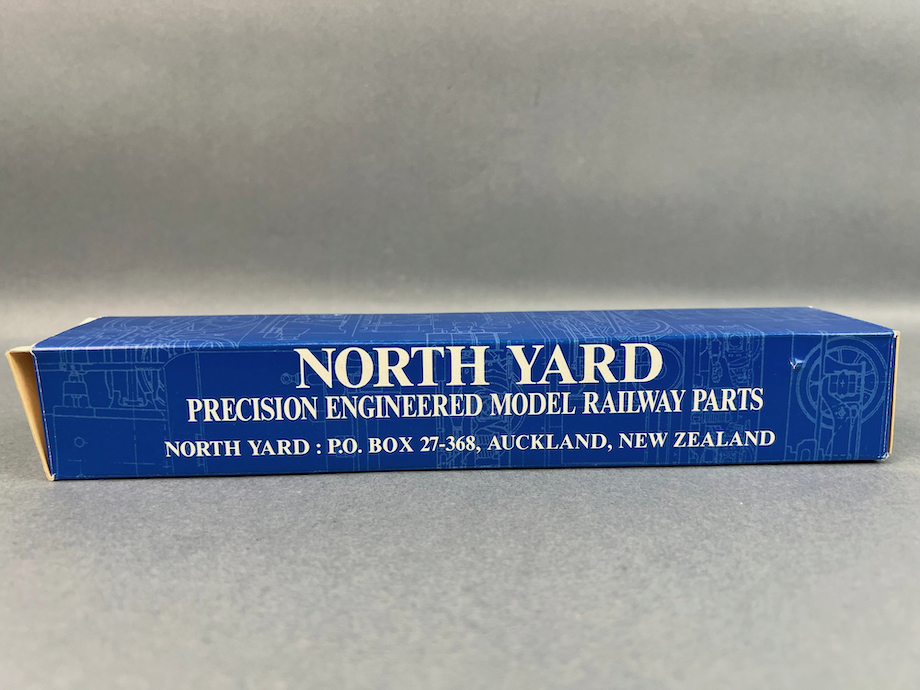 NORTH YARD
PRECISION ENGINEERED MODEL RAILWAY PARTS
NORTH YARD : P.O. BOX 27-368, AUCKLAND, NEW ZEALAND